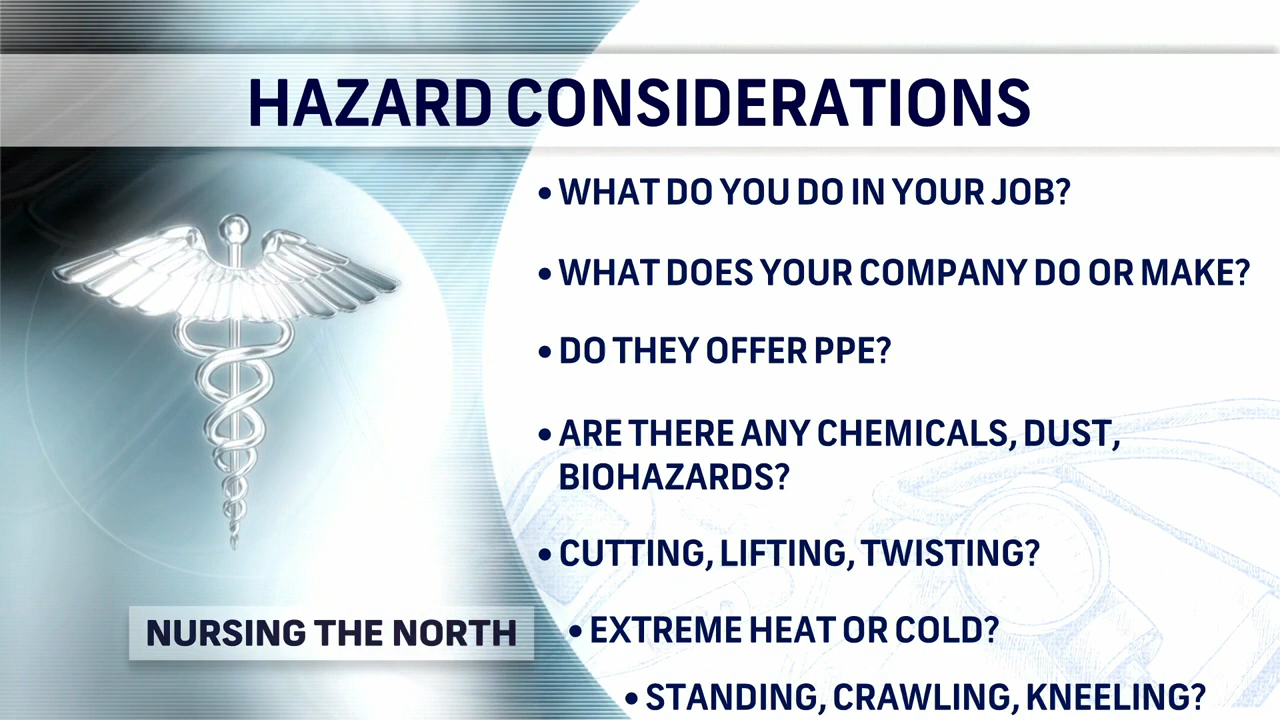 HAZARD CONSIDERATIONS
• WHAT DO YOU DO IN YOUR JOB?
• WHAT DOES YOUR COMPANY DO OR MAKE?
• DO THEY OFFER PPE?
• ARE THERE ANY CHEMICALS, DUST,
BIOHAZARDS?
• CUTTING, LIFTING, TWISTING?
• EXTREME HEAT OR COLD?
• STANDING, CRAWLING, KNEELING?
NURSING THE NORTH